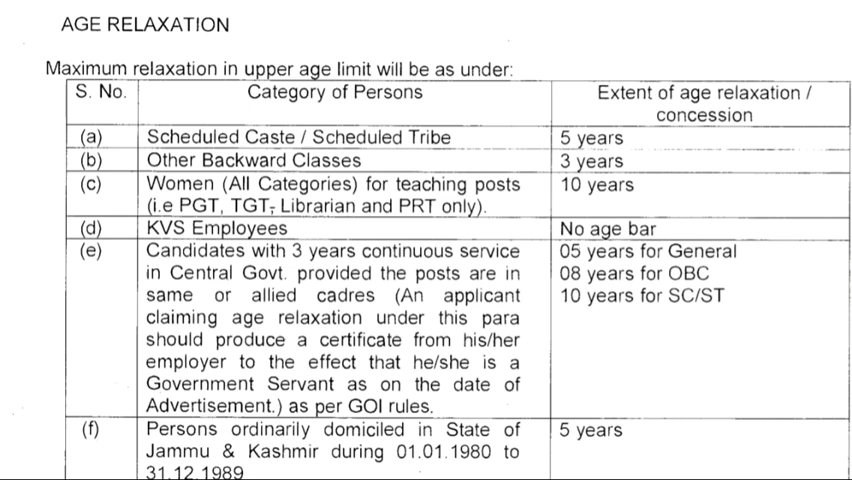 AGE RELAXATION
Maximum relaxation in upper age limit will be as under:
S. No. Category of Persons Extent of age relaxation /
concession
(a) Scheduled Caste / Scheduled Tribe 5 years
(b) Other Backward Classes 3 years
(c) Women (All Categories) for teaching posts 10 years
(i.e PGT, TGT, Librarian and PRT only).
(d) KVS Employees No age bar
(e) Candidates with 3 years continuous service 05 years for General
in Central Govt. provided the posts are in 08 years for OBC
same or allied cadres (An applicant 10 years for SC/ST
claiming age relaxation under this para
should produce a certificate from his/her
employer to the effect that he/she is a
Government Servant as on the date of
Advertisement.) as per GOI rules.
(f) Persons ordinarily domiciled in State of 5 years
Jammu & Kashmir during 01.01.1980 to
31.12.1989